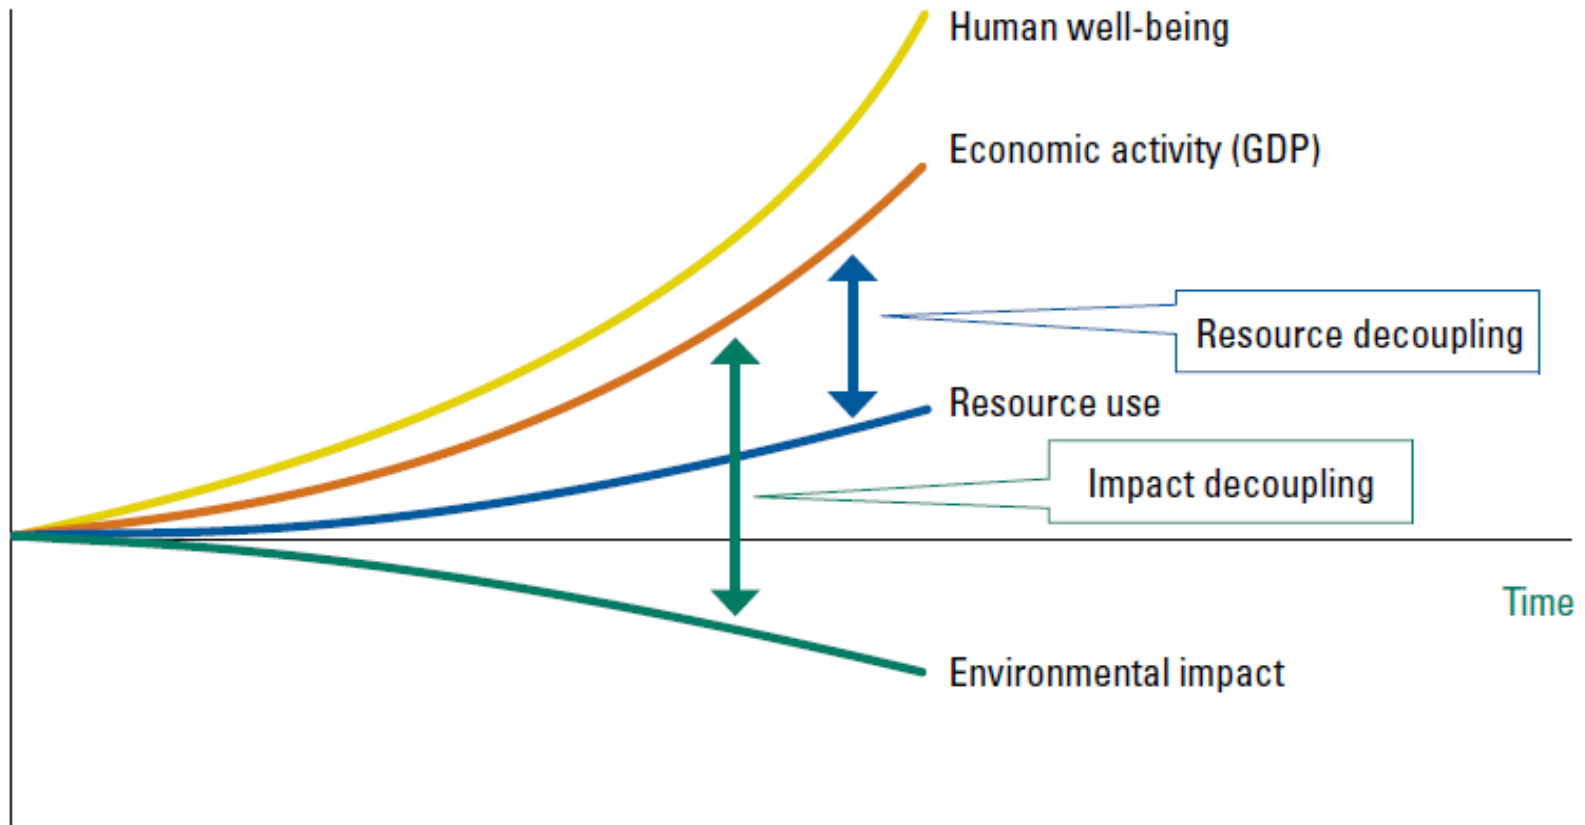 Human well-being
Economic activity (GDP)
Resource decoupling
Resource use
Impact decoupling
Time
Environmental impact